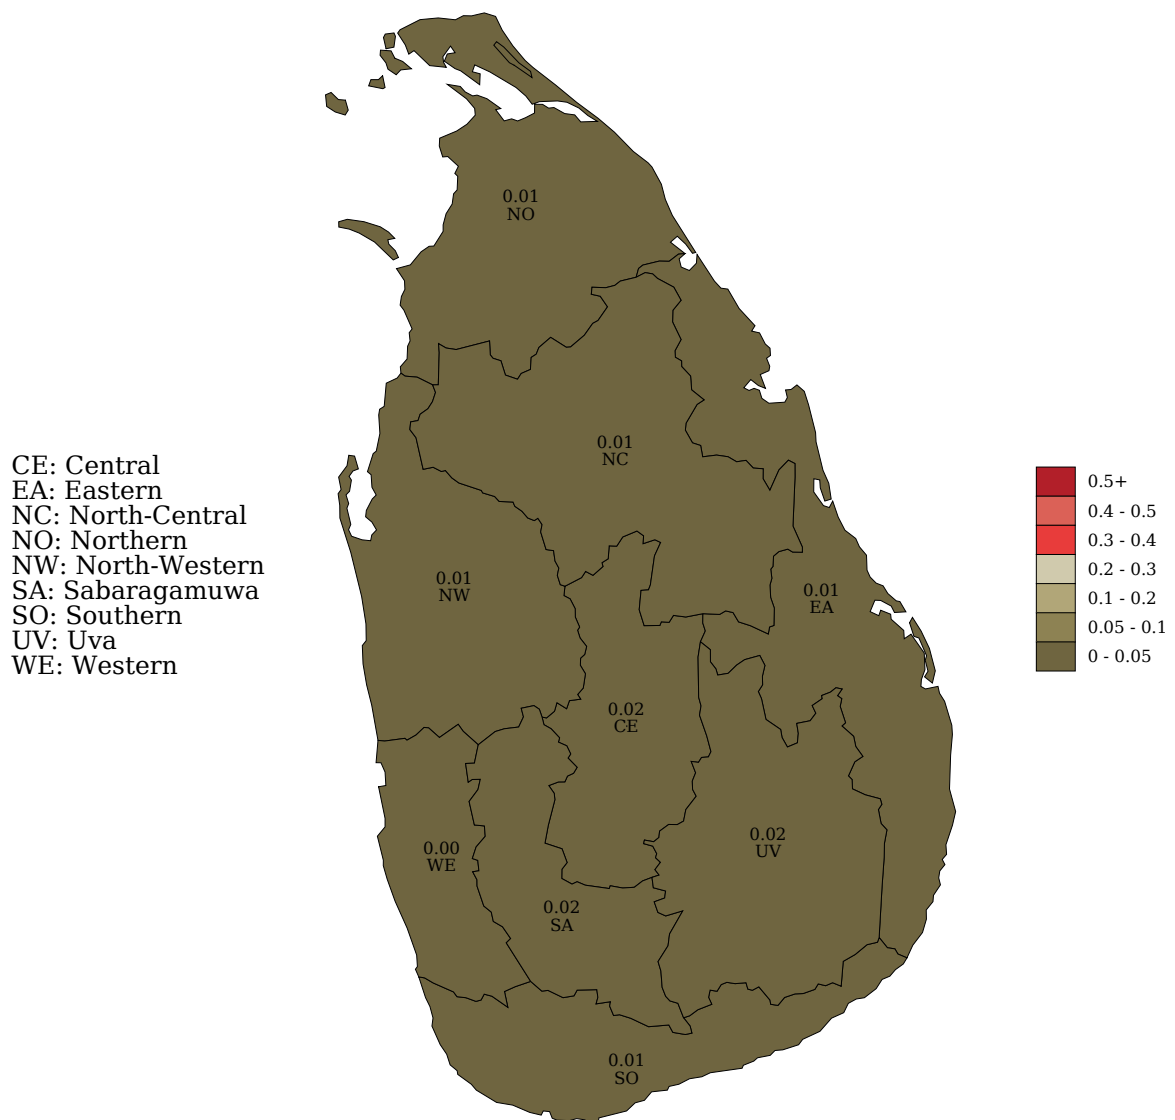 0.01
NO
0.01
NC
CE: Central
EA: Eastern
NC: North-Central
NO: Northern
NW: North-Western
SA: Sabaragamuwa
SO: Southern
UV: Uva
WE: Western
0.5+
0.4 - 0.5
0.3 - 0.4
0.2 - 0.3
0.1 - 0.2
0.05 - 0.1
0 - 0.05
0.01
NW
0.01
EA
0.02
CE
0.00
WE
0.02
UV
0.02
SA
0.01
SO